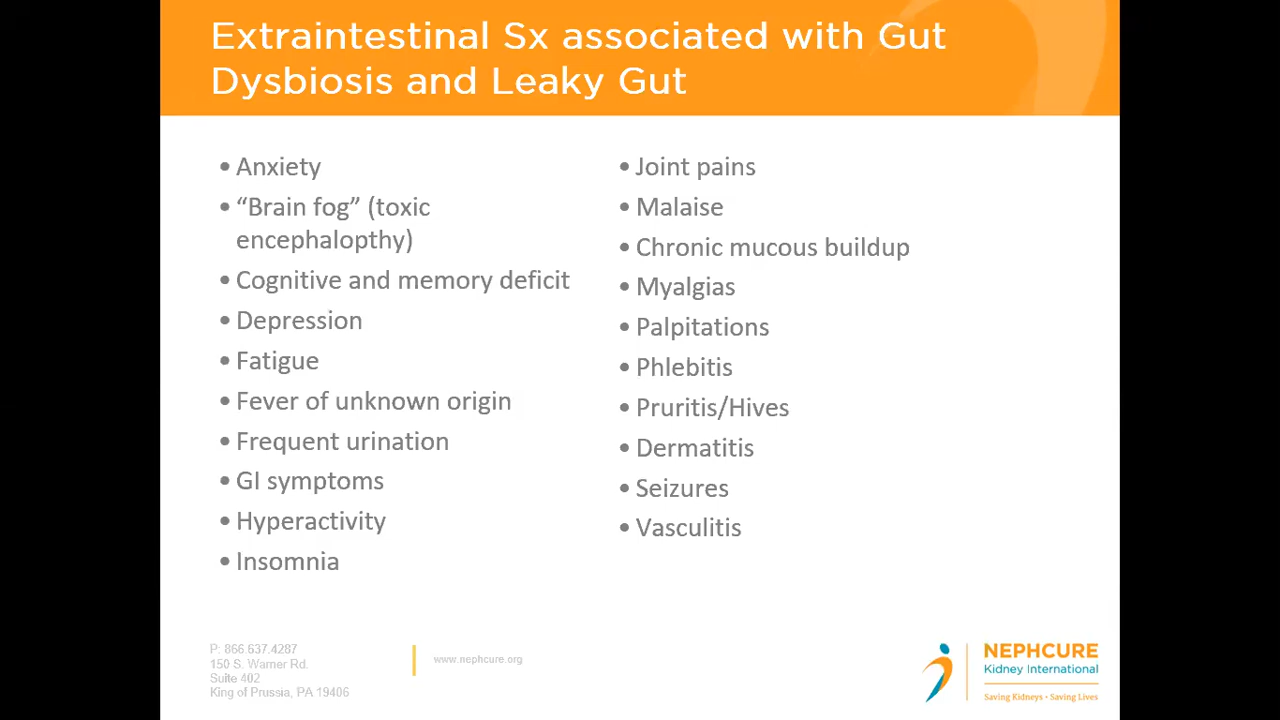 Extraintestinal Sx associated with Gut
Dysbiosis and Leaky Gut
• Anxiety
• “Brain fog” (toxic
encephalopthy)
• Cognitive and memory deficit
• Depression
• Fatigue
• Fever of unknown origin
• Frequent urination
• GI symptoms
• Hyperactivity
• Insomnia
• Joint pains
• Malaise
• Chronic mucous buildup
• Myalgias
• Palpitations
• Phlebitis
• Pruritis/Hives
• Dermatitis
• Seizures
• Vasculitis
P: 866.637.4287
150 S. Warner Rd.
Suite 402
King of Prussia, PA 19406
www.nephcure.org
NEPHCURE
Kidney International
Saving Kidneys • Saving Lives